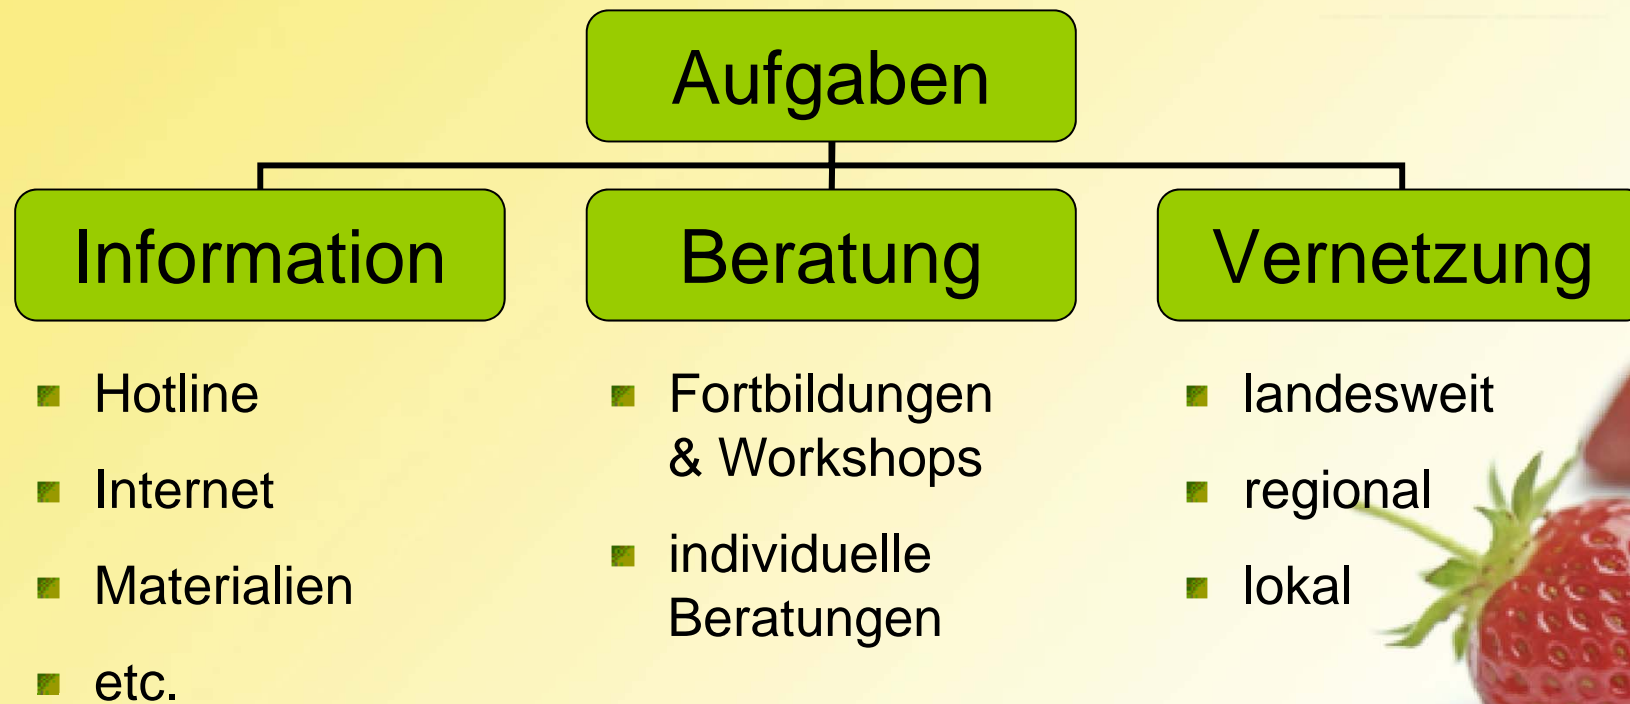 Aufgaben
Information
Hotline
Internet
Materialien
etc.
Beratung
Fortbildungen
& Workshops
individuelle
Beratungen
Vernetzung
landesweit
regional
lokal